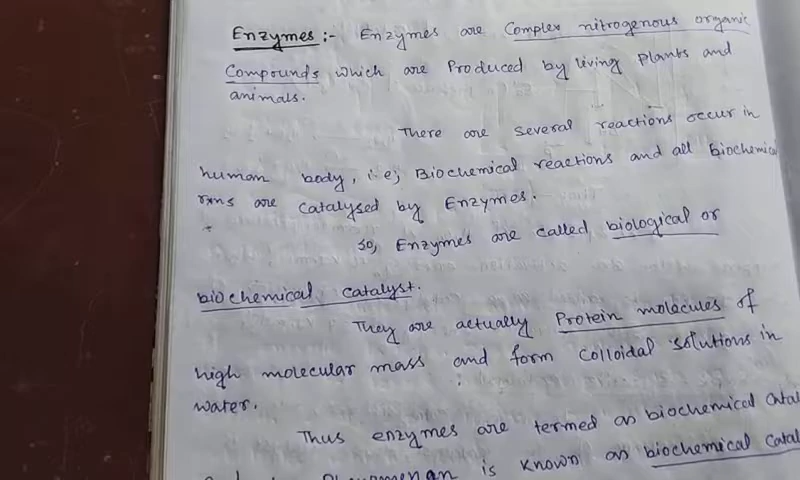 Enzymes :- Enzymes are Complex nitrogenous organic
Compounds which are Produced by living plants and
animals.
There are several reactions occur in
human body, i.e; Biochemical reactions and all Biochemical
rxns are catalysed by Enzymes.
so, Enzymes are called biological or
biochemical catalyst.
They are actually Protein molecules of
high molecular mass and form colloidal solutions in
water.
Thus enzymes are termed as biochemical catal
is known as biochemical catal